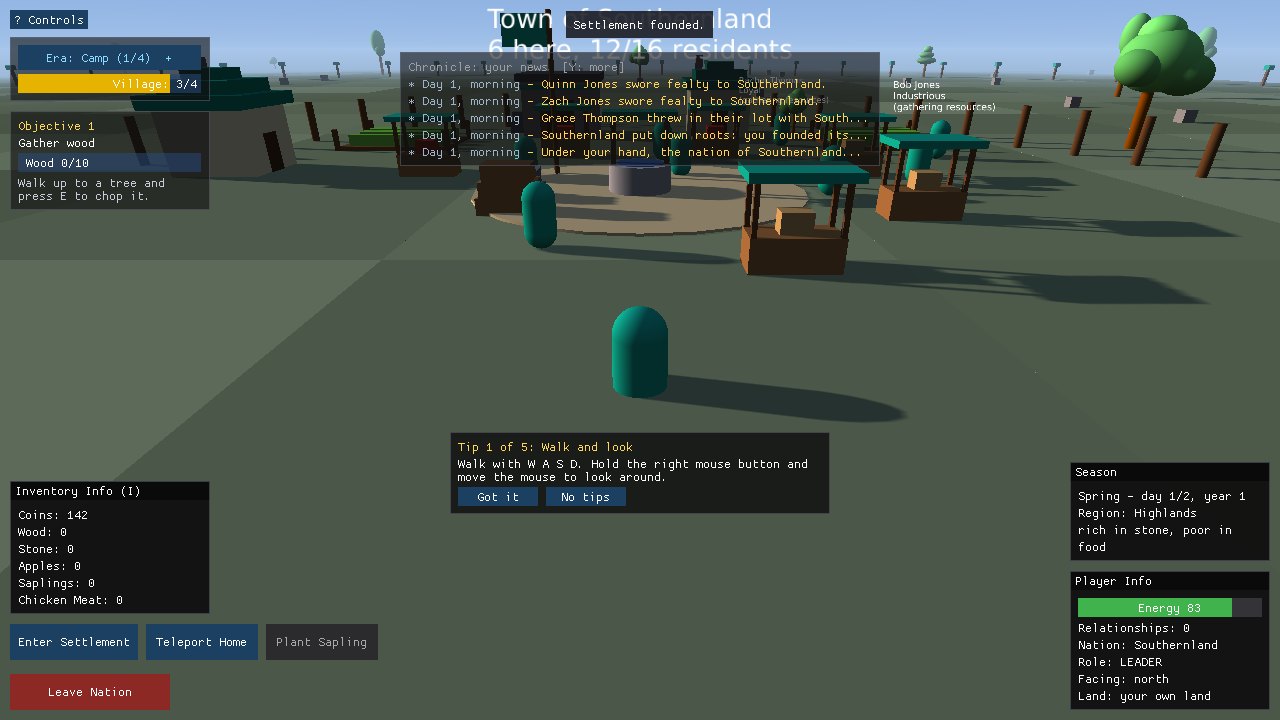 ? Controls
Era: Camp (1/4) +
Village: 3/4
Objective 1
Gather wood
Wood 0/10
Walk up to a tree and
press E to chop it.
Town of Southernland
6 here, 12/16 residents
Settlement founded.
Chronicle: your news [Y: more]
* Day 1, morning - Quinn Jones swore fealty to Southernland.
* Day 1, morning - Zach Jones swore fealty to Southernland.
* Day 1, morning - Grace Thompson threw in their lot with South...
* Day 1, morning - Southernland put down roots: you founded its...
* Day 1, morning - Under your hand, the nation of Southernland...
Bob Jones
Industrious
(gathering resources)
Tip 1 of 5: Walk and look
Walk with W A S D. Hold the right mouse button and
move the mouse to look around.
Got it
No tips
Inventory Info (I)
Coins: 142
Wood: 0
Stone: 0
Apples: 0
Saplings: 0
Chicken Meat: 0
Enter Settlement
Teleport Home
Plant Sapling
Leave Nation
Season
Spring - day 1/2, year 1
Region: Highlands
rich in stone, poor in
food
Player Info
Energy 83
Relationships: 0
Nation: Southernland
Role: LEADER
Facing: north
Land: your own land